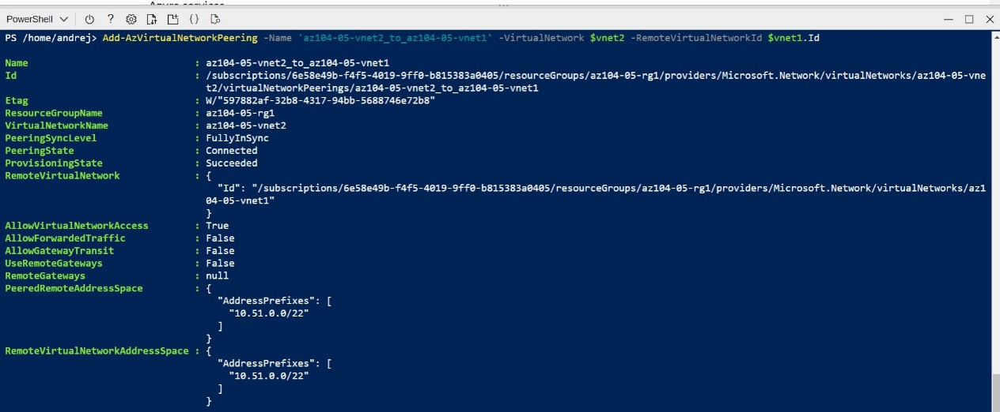 Azure services
PowerShell
PS /home/andrej> Add-AzVirtualNetworkPeering -Name 'az104-05-vnet2_to_az104-05-vnet1' -VirtualNetwork $vnet2 -RemoteVirtualNetworkId $vnet1.Id
Name : az104-05-vnet2_to_az104-05-vnet1
Id : /subscriptions/6e58e49b-f4f5-4019-9ff0-b815383a0405/resourceGroups/az104-05-rg1/providers/Microsoft.Network/virtualNetworks/az104-05-vne
t2/virtualNetworkPeerings/az104-05-vnet2_to_az104-05-vnet1
Etag : W/"597882af-32b8-4317-94bb-5688746e72b8"
ResourceGroupName : az104-05-rg1
VirtualNetworkName : az104-05-vnet2
PeeringSyncLevel : FullyInSync
PeeringState : Connected
ProvisioningState : Succeeded
RemoteVirtualNetwork : {
"Id": "/subscriptions/6e58e49b-f4f5-4019-9ff0-b815383a0405/resourceGroups/az104-05-rg1/providers/Microsoft.Network/virtualNetworks/az1
04-05-vnet1"
}
AllowVirtualNetworkAccess : True
AllowForwardedTraffic : False
AllowGatewayTransit : False
UseRemoteGateways : False
RemoteGateways : null
PeeredRemoteAddressSpace : {
"AddressPrefixes": [
"10.51.0.0/22"
]
}
RemoteVirtualNetworkAddressSpace : {
"AddressPrefixes": [
"10.51.0.0/22"
]
}